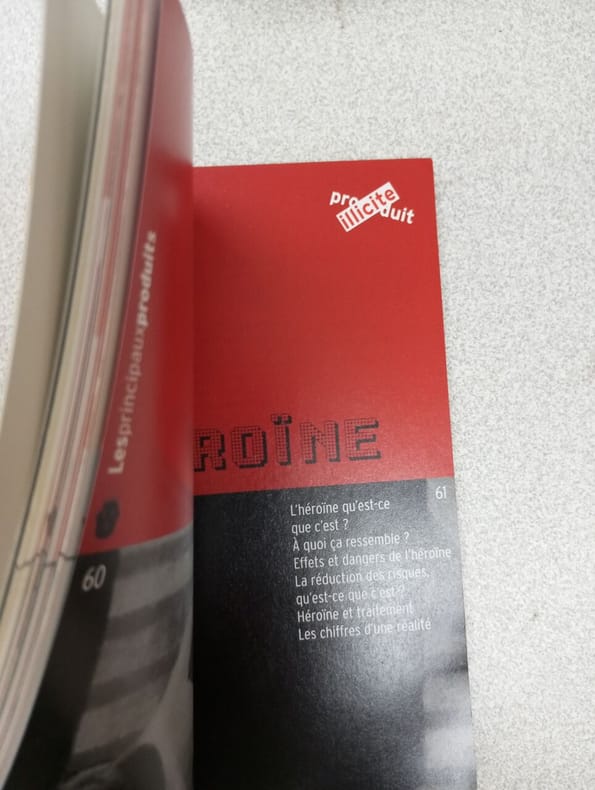 Lesprincipauxproduits
60
pro
illicite
duit
ROÏNE
61
L'héroïne qu'est-ce
que c'est ?
À quoi ça ressemble ?
Effets et dangers de l'héroïne
La réduction des risques,
qu'est-ce que c'est ?
Héroïne et traitement
Les chiffres d'une réalité